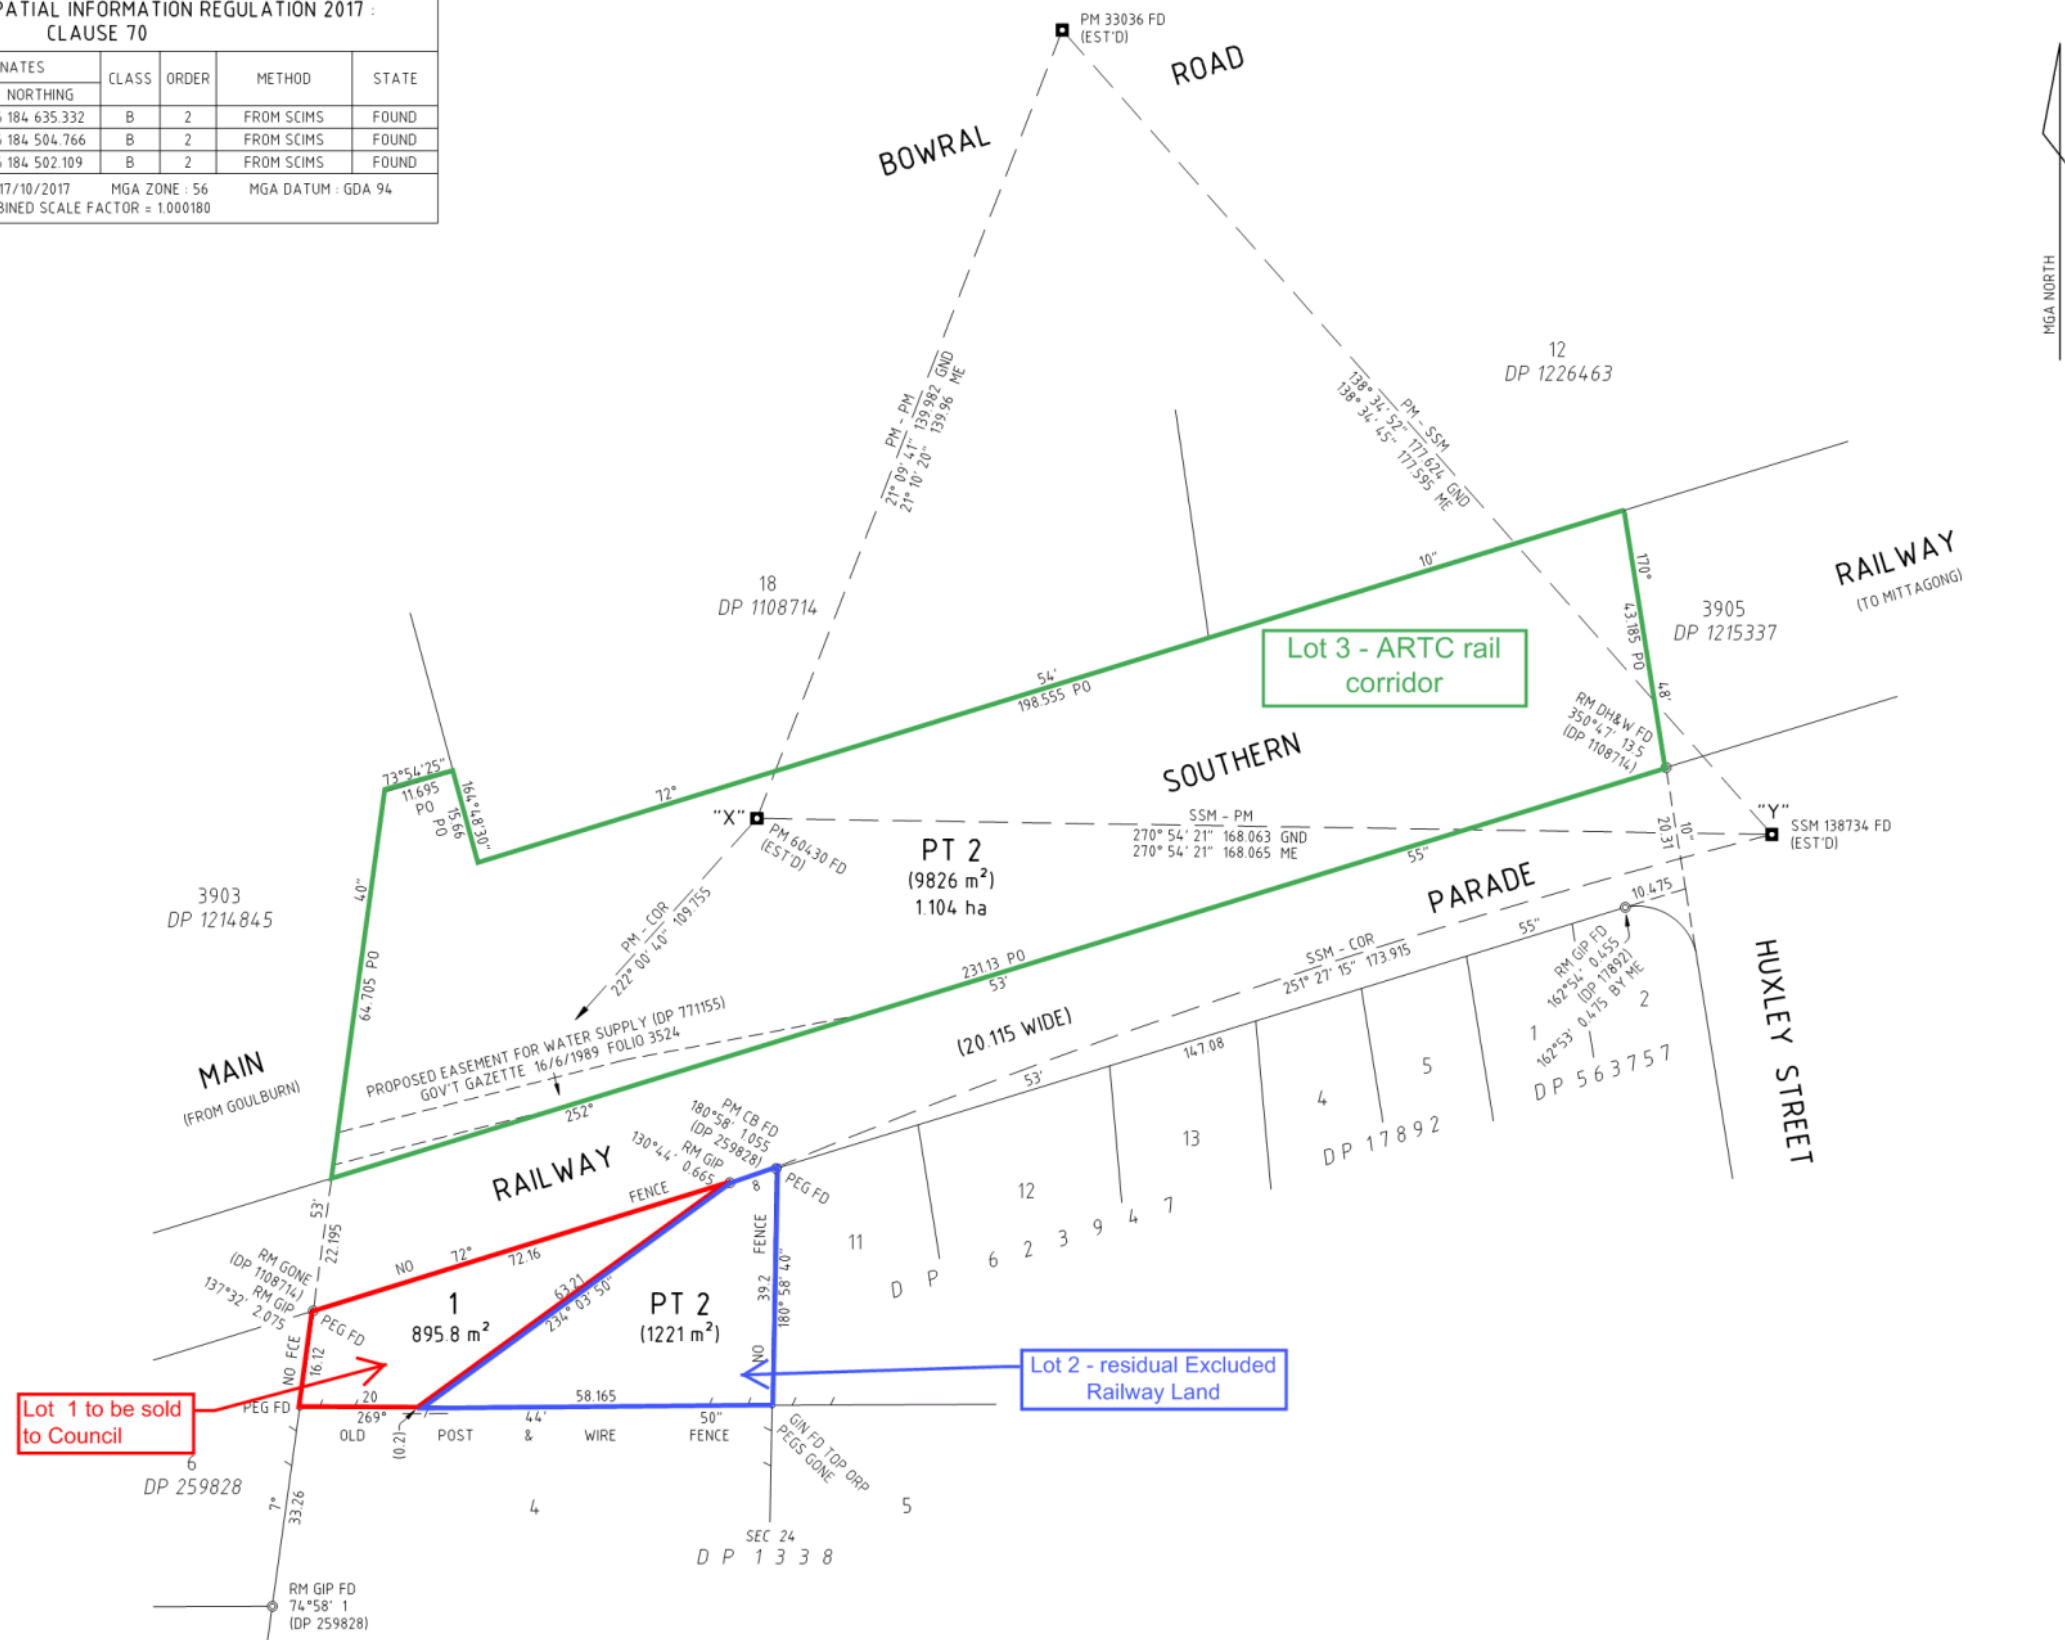 PATIAL INFORMATION REGULATION 2017 :
CLAUSE 70
NATES
NORTHING
CLASS
ORDER
METHOD
STATE
184 635.332 B 2 FROM SCIMS FOUND
184 504.766 B 2 FROM SCIMS FOUND
184 502.109 B 2 FROM SCIMS FOUND
17/10/2017 MGA ZONE : 56 MGA DATUM : GDA 94
BINED SCALE FACTOR = 1.000180
PM 33036 FD
(EST'D)
BOWRAL ROAD
MGA NORTH
12
DP 1226463
PM - PM
21° 09' 41" 139.982 GND
21° 10' 20" 139.96 ME
PM - SSM
138° 34' 52" 177.624 GND
138° 34' 45" 177.595 ME
18
DP 1108714
10"
54'
198.555 PO
72°
170°
43.185 PO
48'
Lot 3 - ARTC rail
corridor
3905
DP 1215337
RAILWAY
(TO MITTAGONG)
RM DH&W FD
350°47' 13.5
(DP 1108714)
SOUTHERN
73°54'25"
11.695
PO
164°48'30"
15.66
PO
"X"
PM 60430 FD
(EST'D)
SSM - PM
270° 54' 21" 168.063 GND
270° 54' 21" 168.065 ME
"Y"
SSM 138734 FD
(EST'D)
10"
20.31
PT 2
(9826 m²)
1.104 ha
55"
PARADE
10.475
3903
DP 1214845
40"
64.705 PO
PM - COR
222° 00' 40" 109.755
231.13 PO
53'
SSM - COR
251° 27' 15" 173.915
55"
RM GIP FD
162°54' 0.455
(DP 17892)
162°53' 0.475 BY ME
HUXLEY STREET
(20.115 WIDE)
147.08
53'
1
2
DP 563757
4
5
DP 17892
13
12
11
DP 623947
MAIN
(FROM GOULBURN)
PROPOSED EASEMENT FOR WATER SUPPLY (DP 771155)
GOV'T GAZETTE 16/6/1989 FOLIO 3524
252°
RAILWAY
PM CB FD
180°58' 1.055
(DP 259828)
RM GIP
130°44' 0.665
8
PEG FD
53'
22.195
NO 72° FENCE
72.16
RM GONE
(DP 1108714)
RM GIP
137°32' 2.075
PEG FD
NO FCE
16.12
1
895.8 m²
63.21
234° 03' 50"
PT 2
(1221 m²)
NO FENCE
39.2
180° 58' 40"
Lot 2 - residual Excluded
Railway Land
Lot 1 to be sold
to Council
PEG FD
20
58.165
269° 44' 50"
OLD POST & WIRE FENCE
(0.2)
GIN FD TOP ORP
PEGS GONE
6
DP 259828
7°
33.26
4
5
SEC 24
DP 1338
RM GIP FD
74°58' 1
(DP 259828)